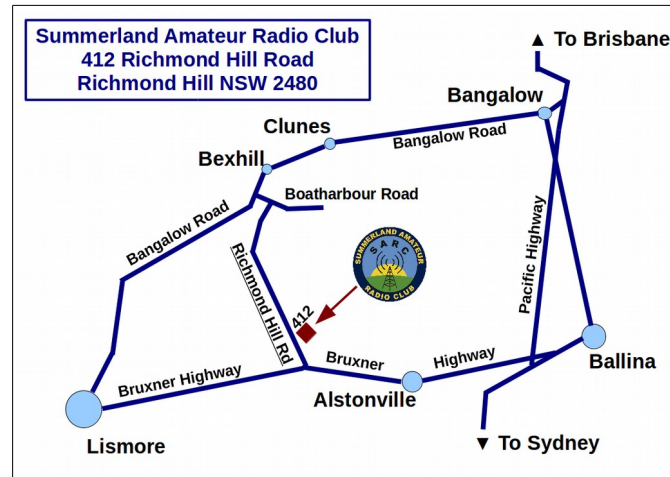 Summerland Amateur Radio Club
412 Richmond Hill Road
Richmond Hill NSW 2480
▲ To Brisbane
Bangalow
Clunes
Bangalow Road
Bexhill
Boatharbour Road
Bangalow Road
SUMMERLAND AMATEUR
SARC
RADIO CLUB
Pacific Highway
412
Richmond Hill Rd
Bruxner Highway
Bruxner
Highway
Ballina
Alstonville
Lismore
▼ To Sydney